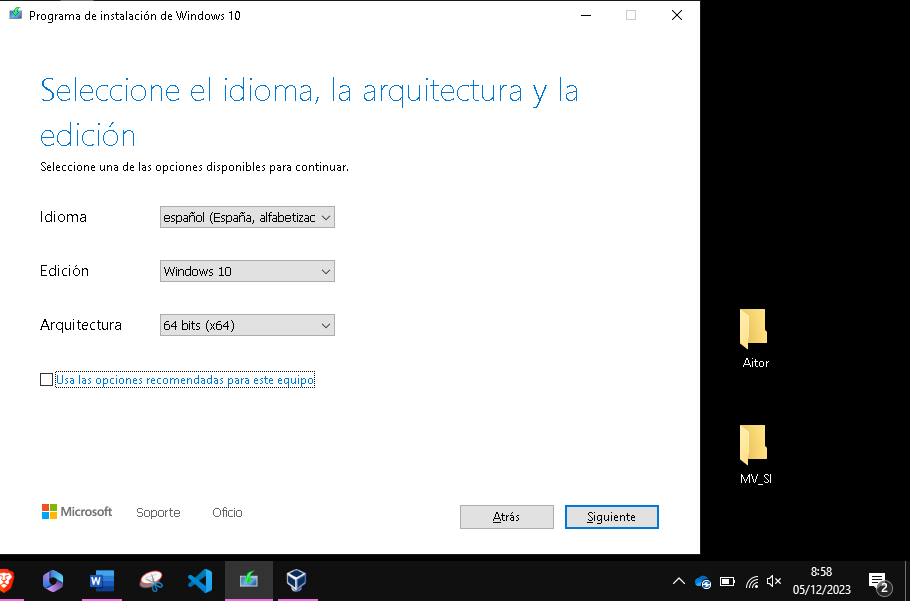 Programa de instalación de Windows 10
Seleccione el idioma, la arquitectura y la
edición
Seleccione una de las opciones disponibles para continuar.
Idioma
español (España, alfabetizac
Edición
Windows 10
Arquitectura
64 bits (x64)
Usa las opciones recomendadas para este equipo
Microsoft
Soporte
Oficio
Atrás
Siguiente
Aitor
MV_SI
8:58
05/12/2023
2